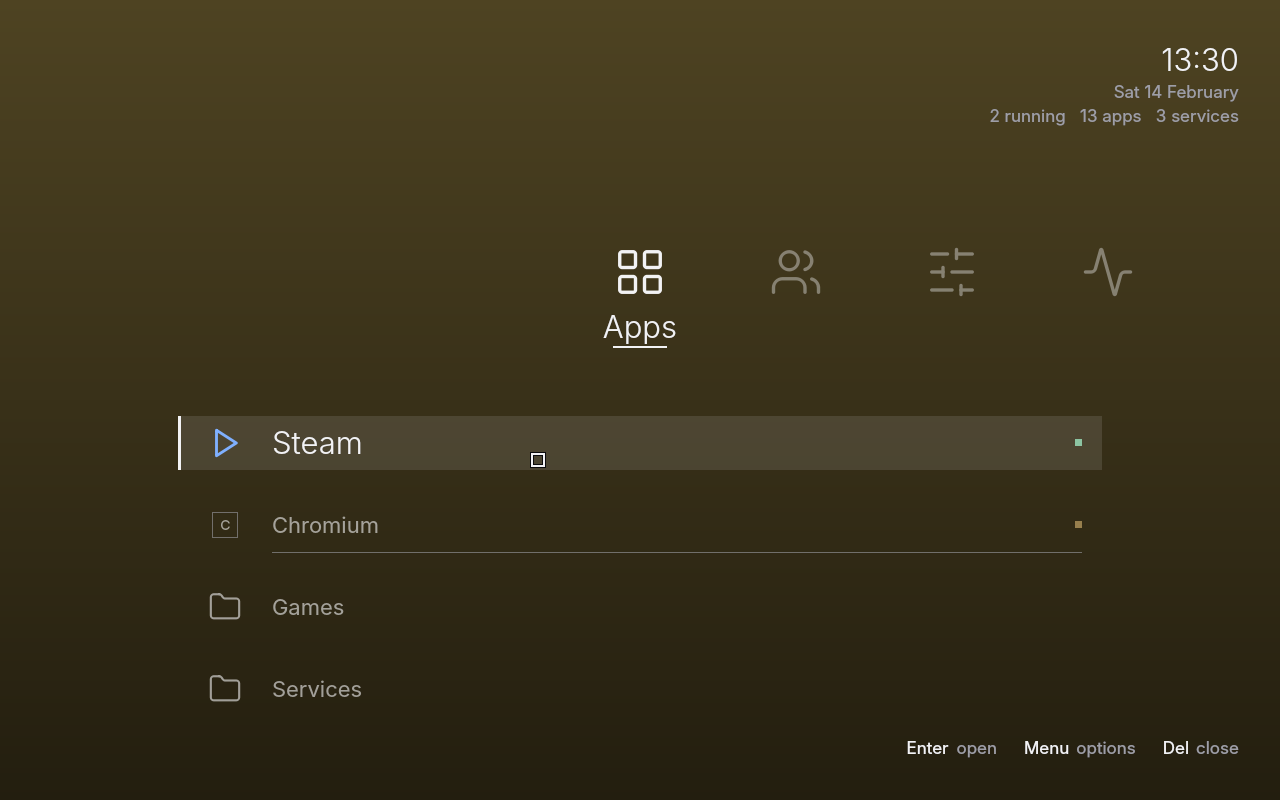 13:30
Sat 14 February
2 running 13 apps 3 services
Apps
Steam
C Chromium
Games
Services
Enter open Menu options Del close